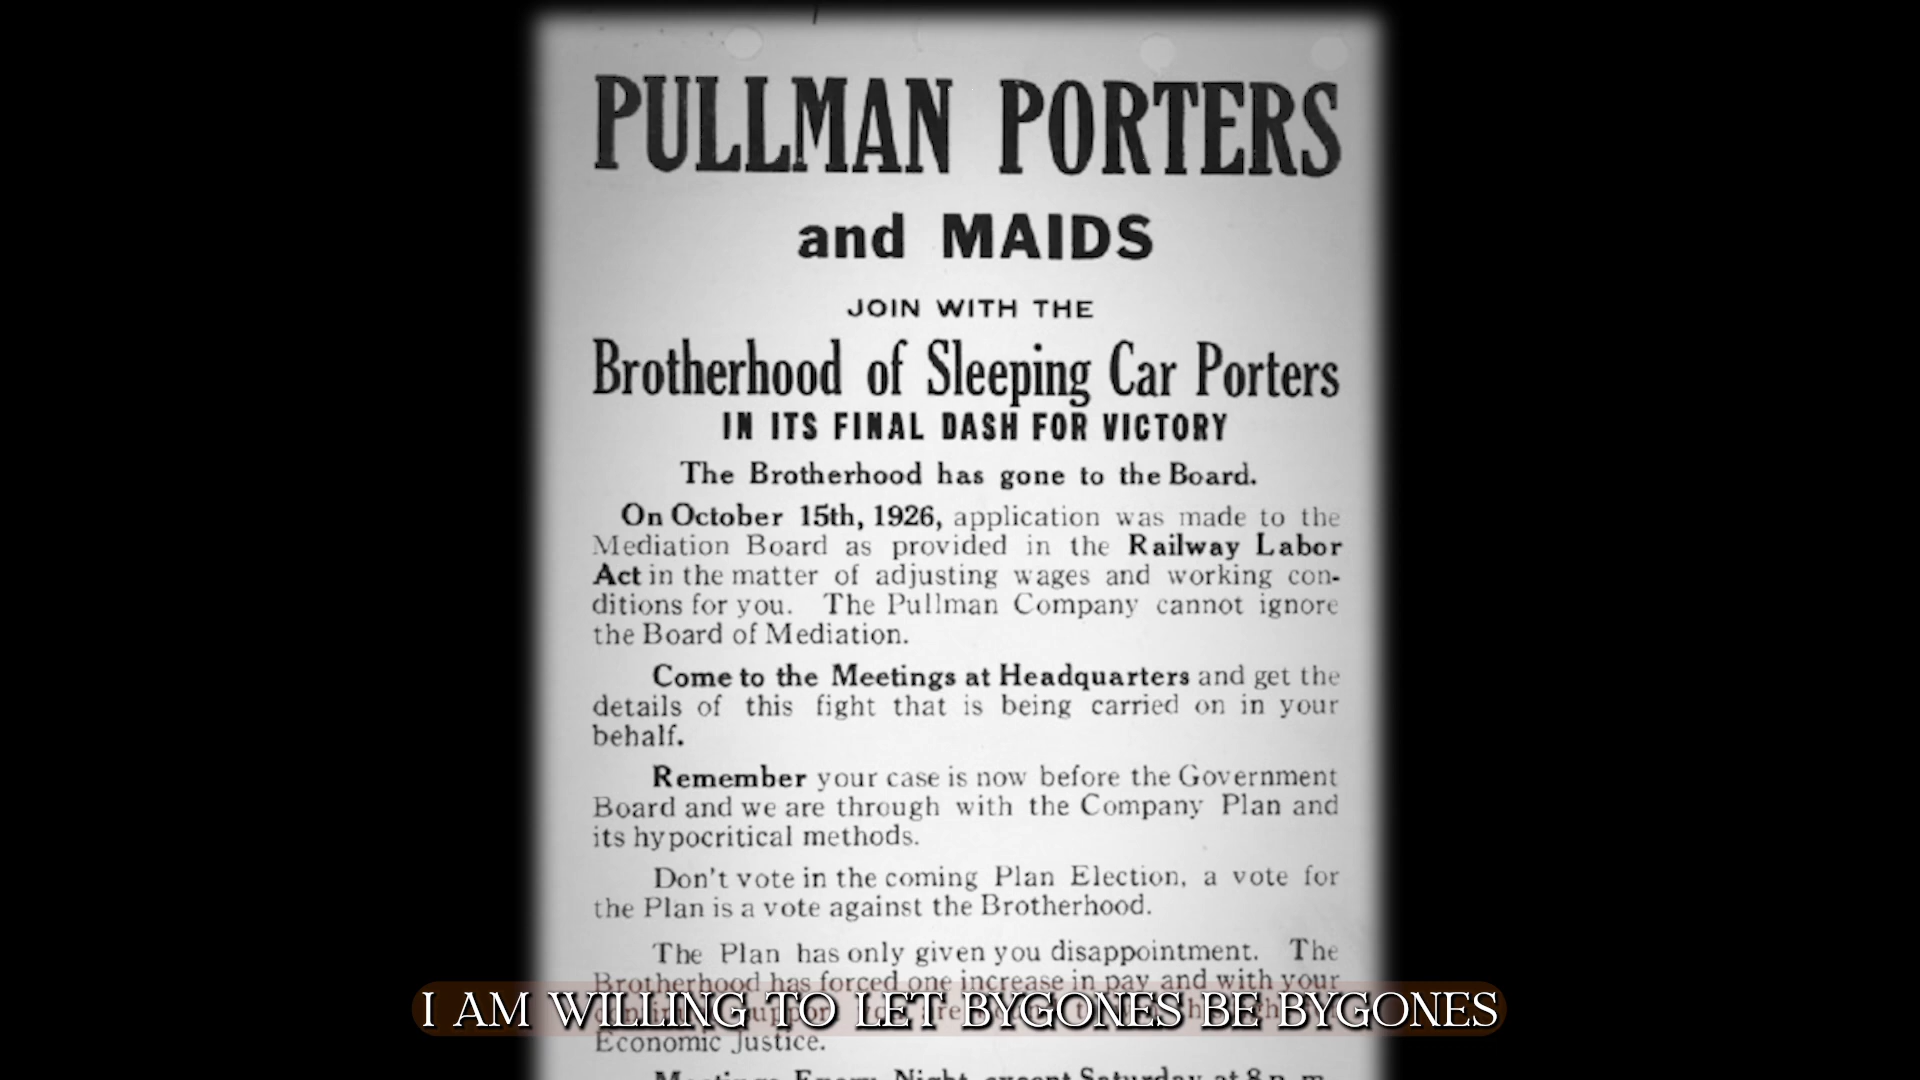 PULLMAN PORTERS
and MAIDS
JOIN WITH THE
Brotherhood of Sleeping Car Porters
IN ITS FINAL DASH FOR VICTORY
The Brotherhood has gone to the Board.
On October 15th, 1926, application was made to the
Mediation Board as provided in the Railway Labor
Act in the matter of adjusting wages and working con-
ditions for you. The Pullman Company cannot ignore
the Board of Mediation.
Come to the Meetings at Headquarters and get the
details of this fight that is being carried on in your
behalf.
Remember your case is now before the Government
Board and we are through with the Company Plan and
its hypocritical methods.
Don't vote in the coming Plan Election, a vote for
the Plan is a vote against the Brotherhood.
The Plan has only given you disappointment. The
Brotherhood has forced one increase in pay and with your
I AM WILLING TO LET BYGONES BE BYGONES
Economic Justice.
Meetings Every Night, except Saturday at 8 p. m.